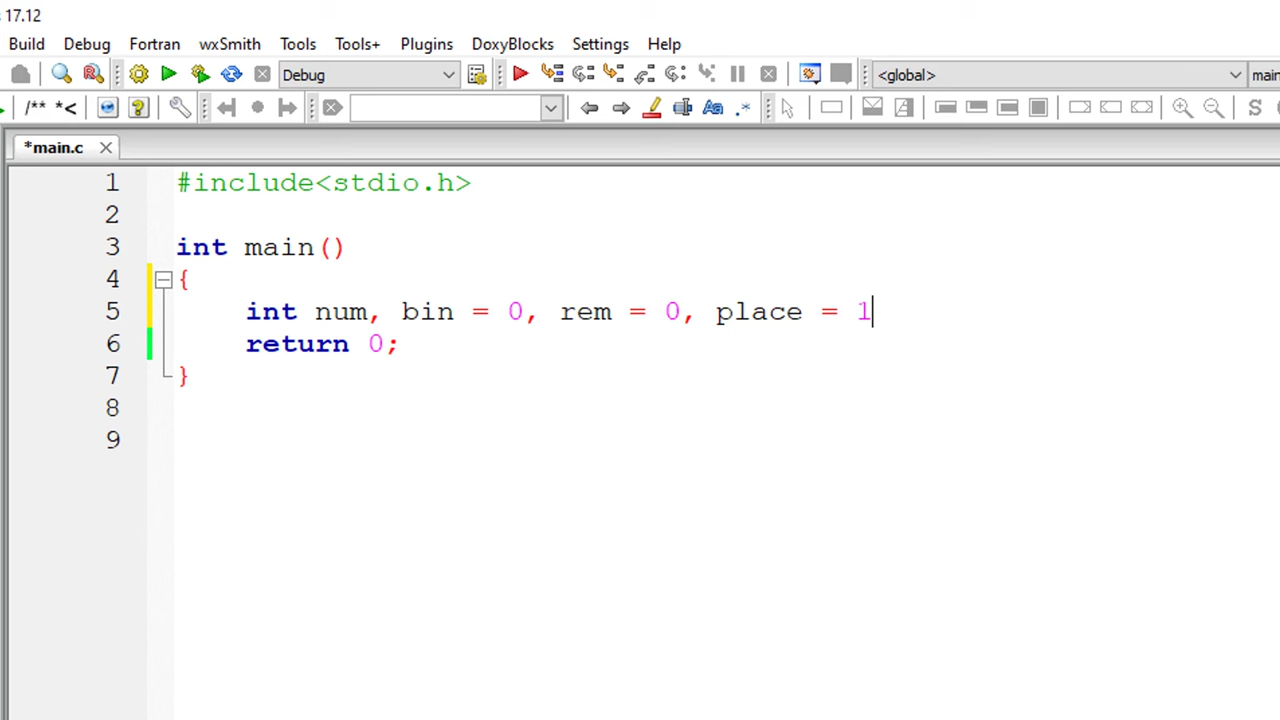 17.12
Build Debug Fortran wxSmith Tools Tools+ Plugins DoxyBlocks Settings Help
Debug <global> main
/** *< Aa .* S
*main.c
1 #include<stdio.h>
2
3 int main()
4 {
5 int num, bin = 0, rem = 0, place = 1
6 return 0;
7 }
8
9